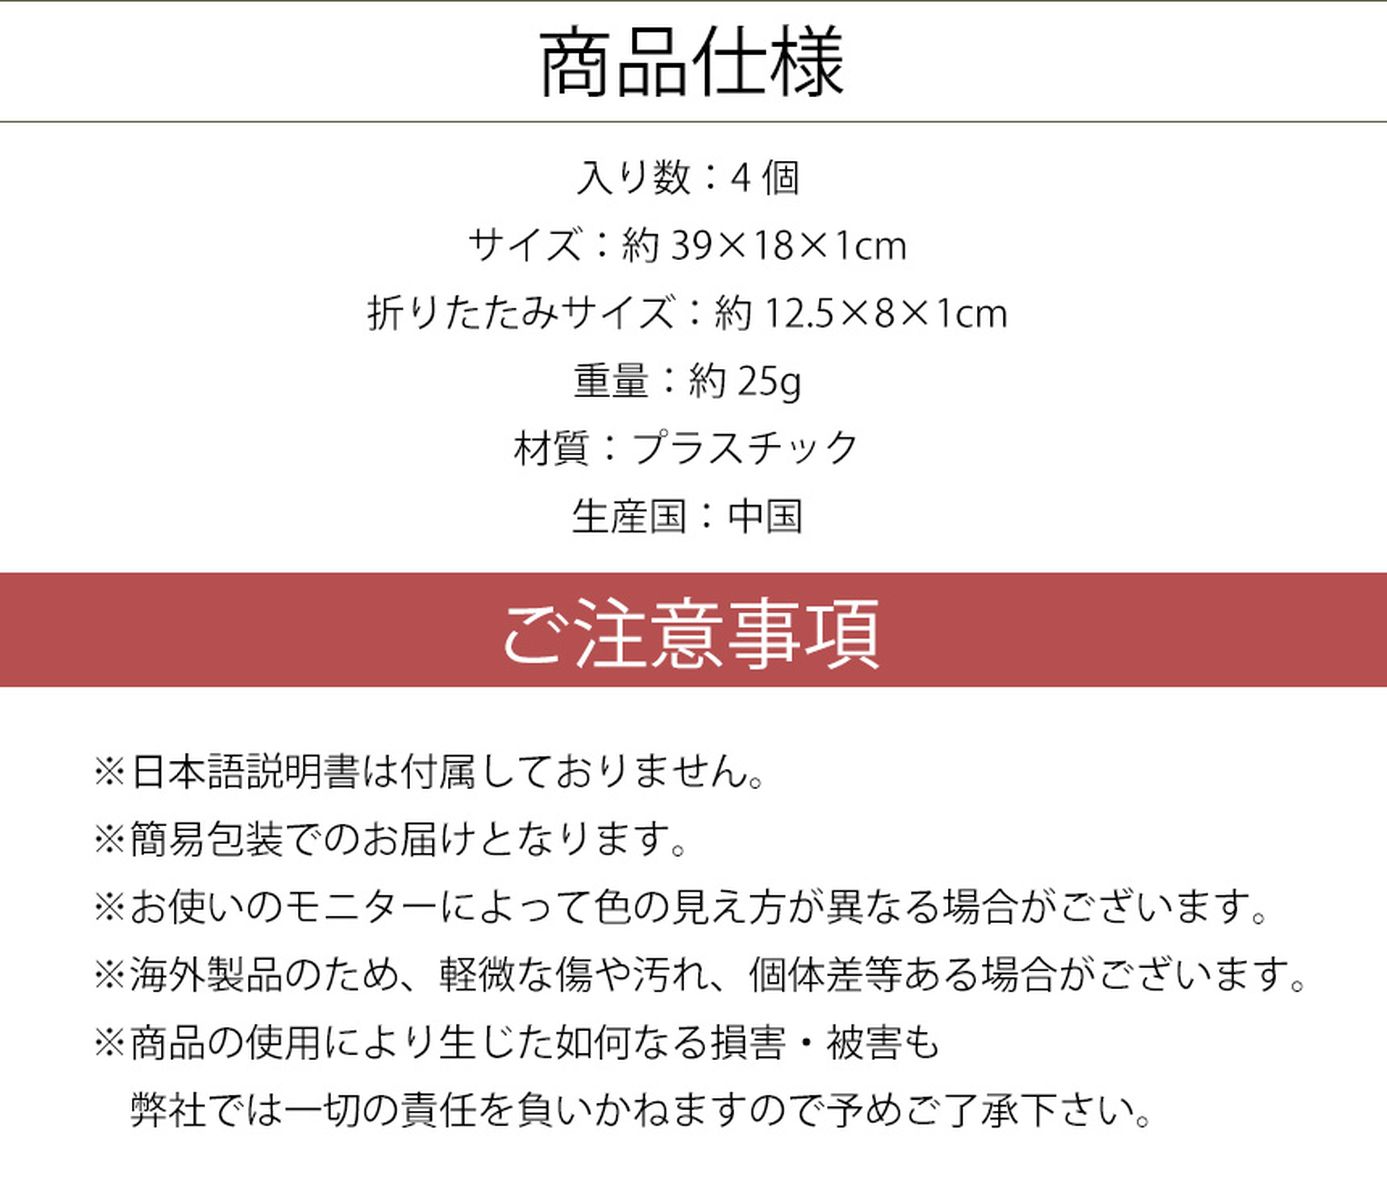 商品仕様
入り数：4 個
サイズ：約 39×18×1cm
折りたたみサイズ：約 12.5×8×1cm
重量：約 25g
材質：プラスチック
生産国：中国
ご注意事項
※日本語説明書は付属しておりません。
※簡易包装でのお届けとなります。
※お使いのモニターによって色の見え方が異なる場合がございます。
※海外製品のため、軽微な傷や汚れ、個体差等ある場合がございます。
※商品の使用により生じた如何なる損害・被害も
弊社では一切の責任を負いかねますので予めご了承下さい。